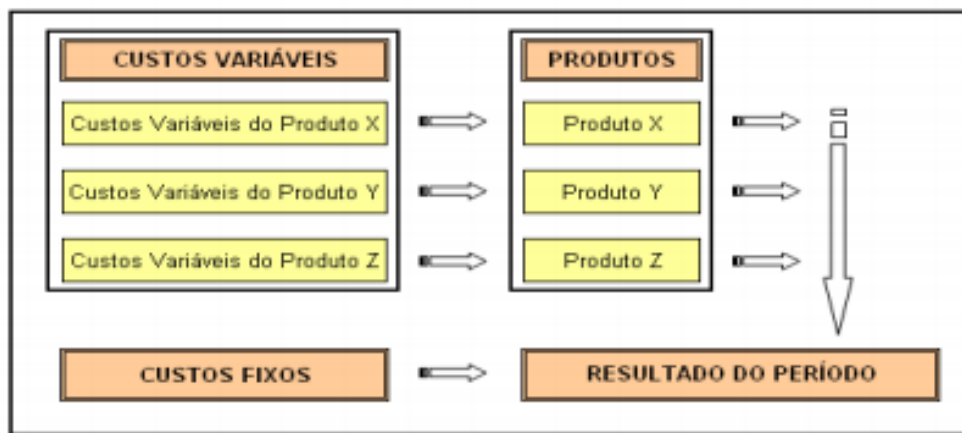 CUSTOS VARIÁVEIS
PRODUTOS
Custos Variáveis do Produto X
Produto X
Custos Variáveis do Produto Y
Produto Y
Custos Variáveis do Produto Z
Produto Z
CUSTOS FIXOS
RESULTADO DO PERÍODO